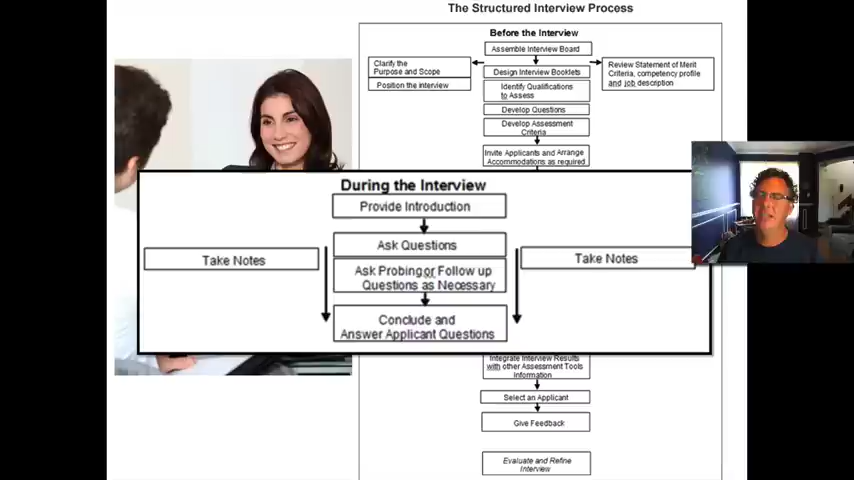 The Structured Interview Process
Before the Interview
Assemble Interview Board
Clarify the
Purpose and Scope
Position the interview
Design Interview Booklets
Review Statement of Merit
Criteria, competency profile
and job description
Identify Qualifications
to Assess
Develop Questions
Develop Assessment
Criteria
Invite Applicants and Arrange
Accommodations as required
During the Interview
Provide Introduction
Ask Questions
Take Notes
Take Notes
Ask Probing or Follow up
Questions as Necessary
Conclude and
Answer Applicant Questions
Integrate Interview Results
with other Assessment Tools
Information
Select an Applicant
Give Feedback
Evaluate and Refine
Interview